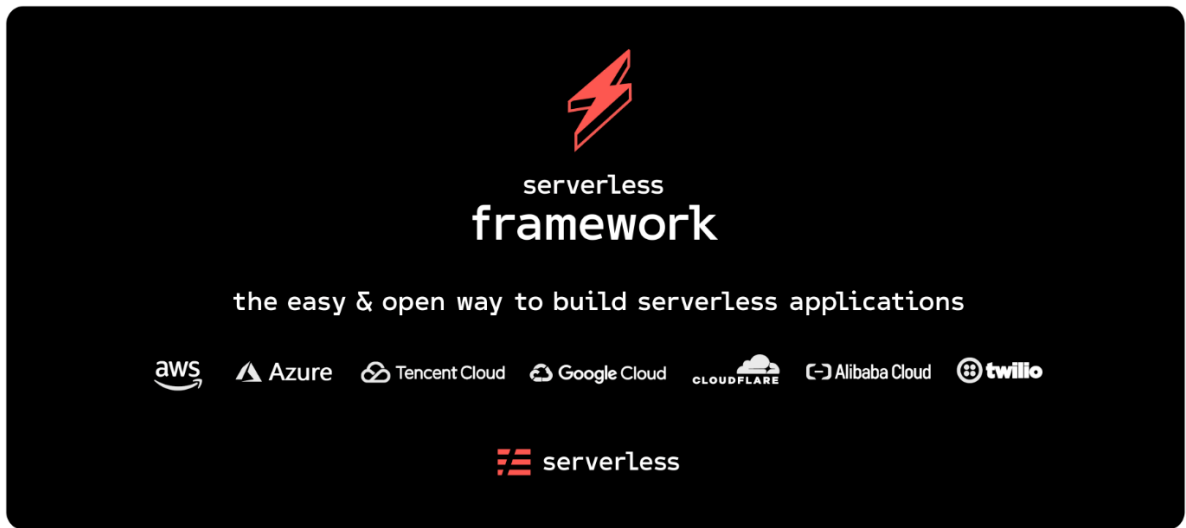 serverless
framework
the easy & open way to build serverless applications
aws Azure Tencent Cloud Google Cloud CLOUDFLARE Alibaba Cloud twilio
serverless